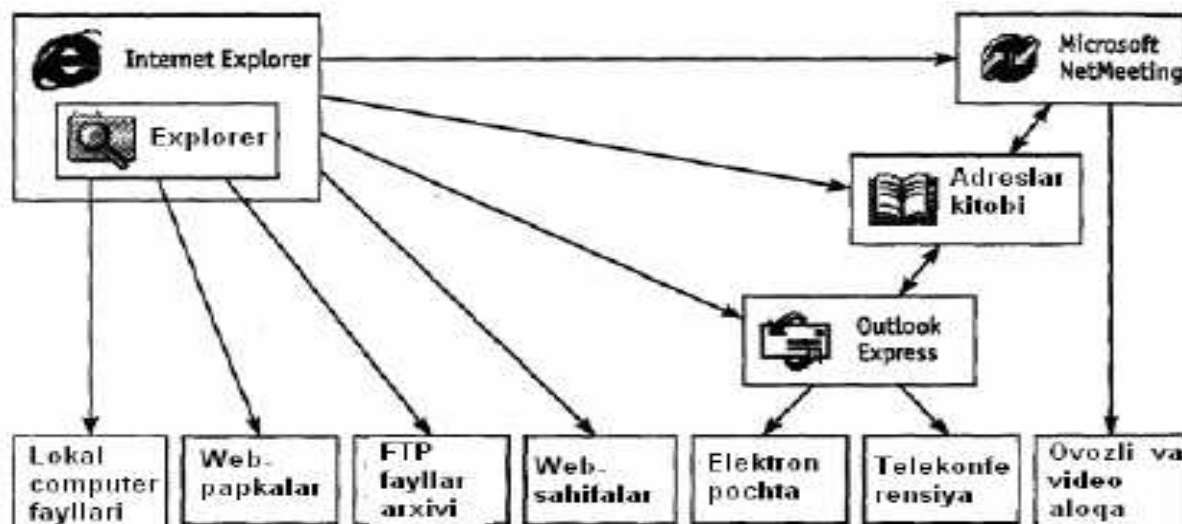 Internet Explorer
Explorer
Microsoft
NetMeeting
Adreslar
kitobi
Outlook
Express
Lokal
computer
fayllari
Web-
papkalar
FTP
fayllar
arxivi
Web-
sahifalar
Elektron
pochta
Telekonfe
rensiya
Ovozli va
video
aloqa